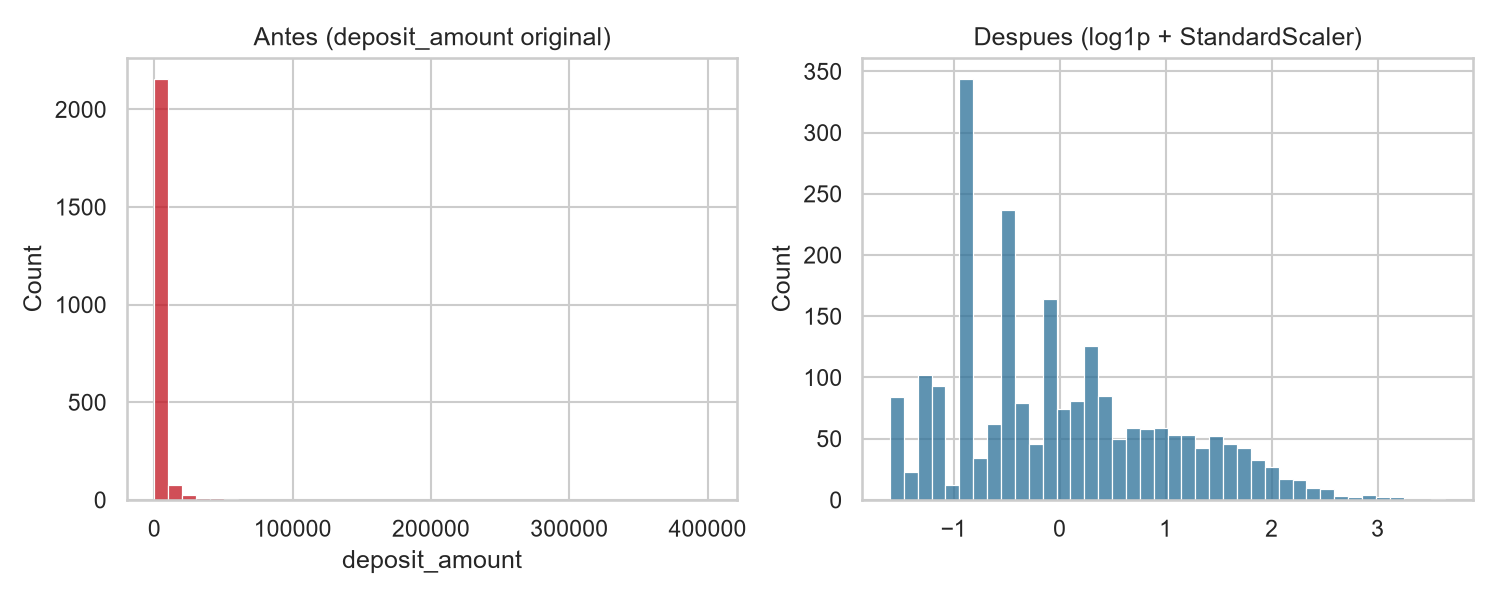 Antes (deposit_amount original)
Count
2000
1500
1000
500
0
0 100000 200000 300000 400000
deposit_amount
Despues (log1p + StandardScaler)
Count
350
300
250
200
150
100
50
0
−1 0 1 2 3